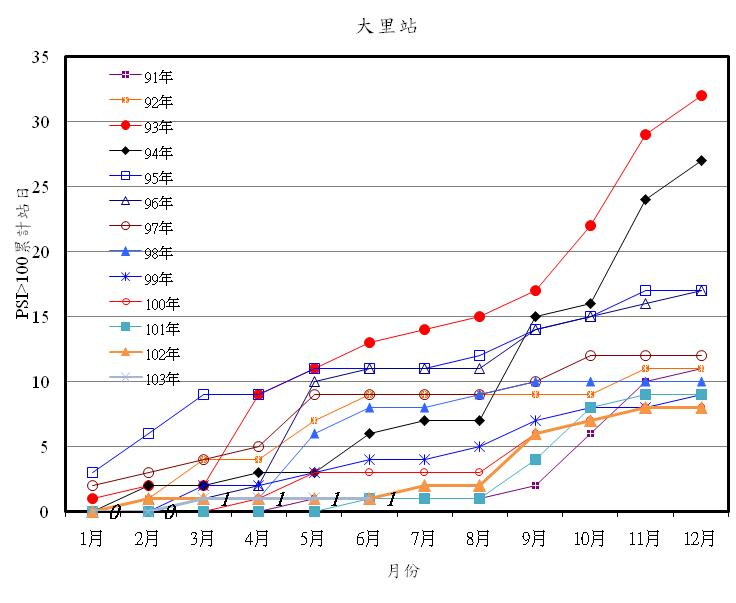 大里站
PSI>100累計站日
35
30
25
20
15
10
5
0
91年
92年
93年
94年
95年
96年
97年
98年
99年
100年
101年
102年
103年
0 0 1 1 1 1
1月 2月 3月 4月 5月 6月 7月 8月 9月 10月 11月 12月
月份